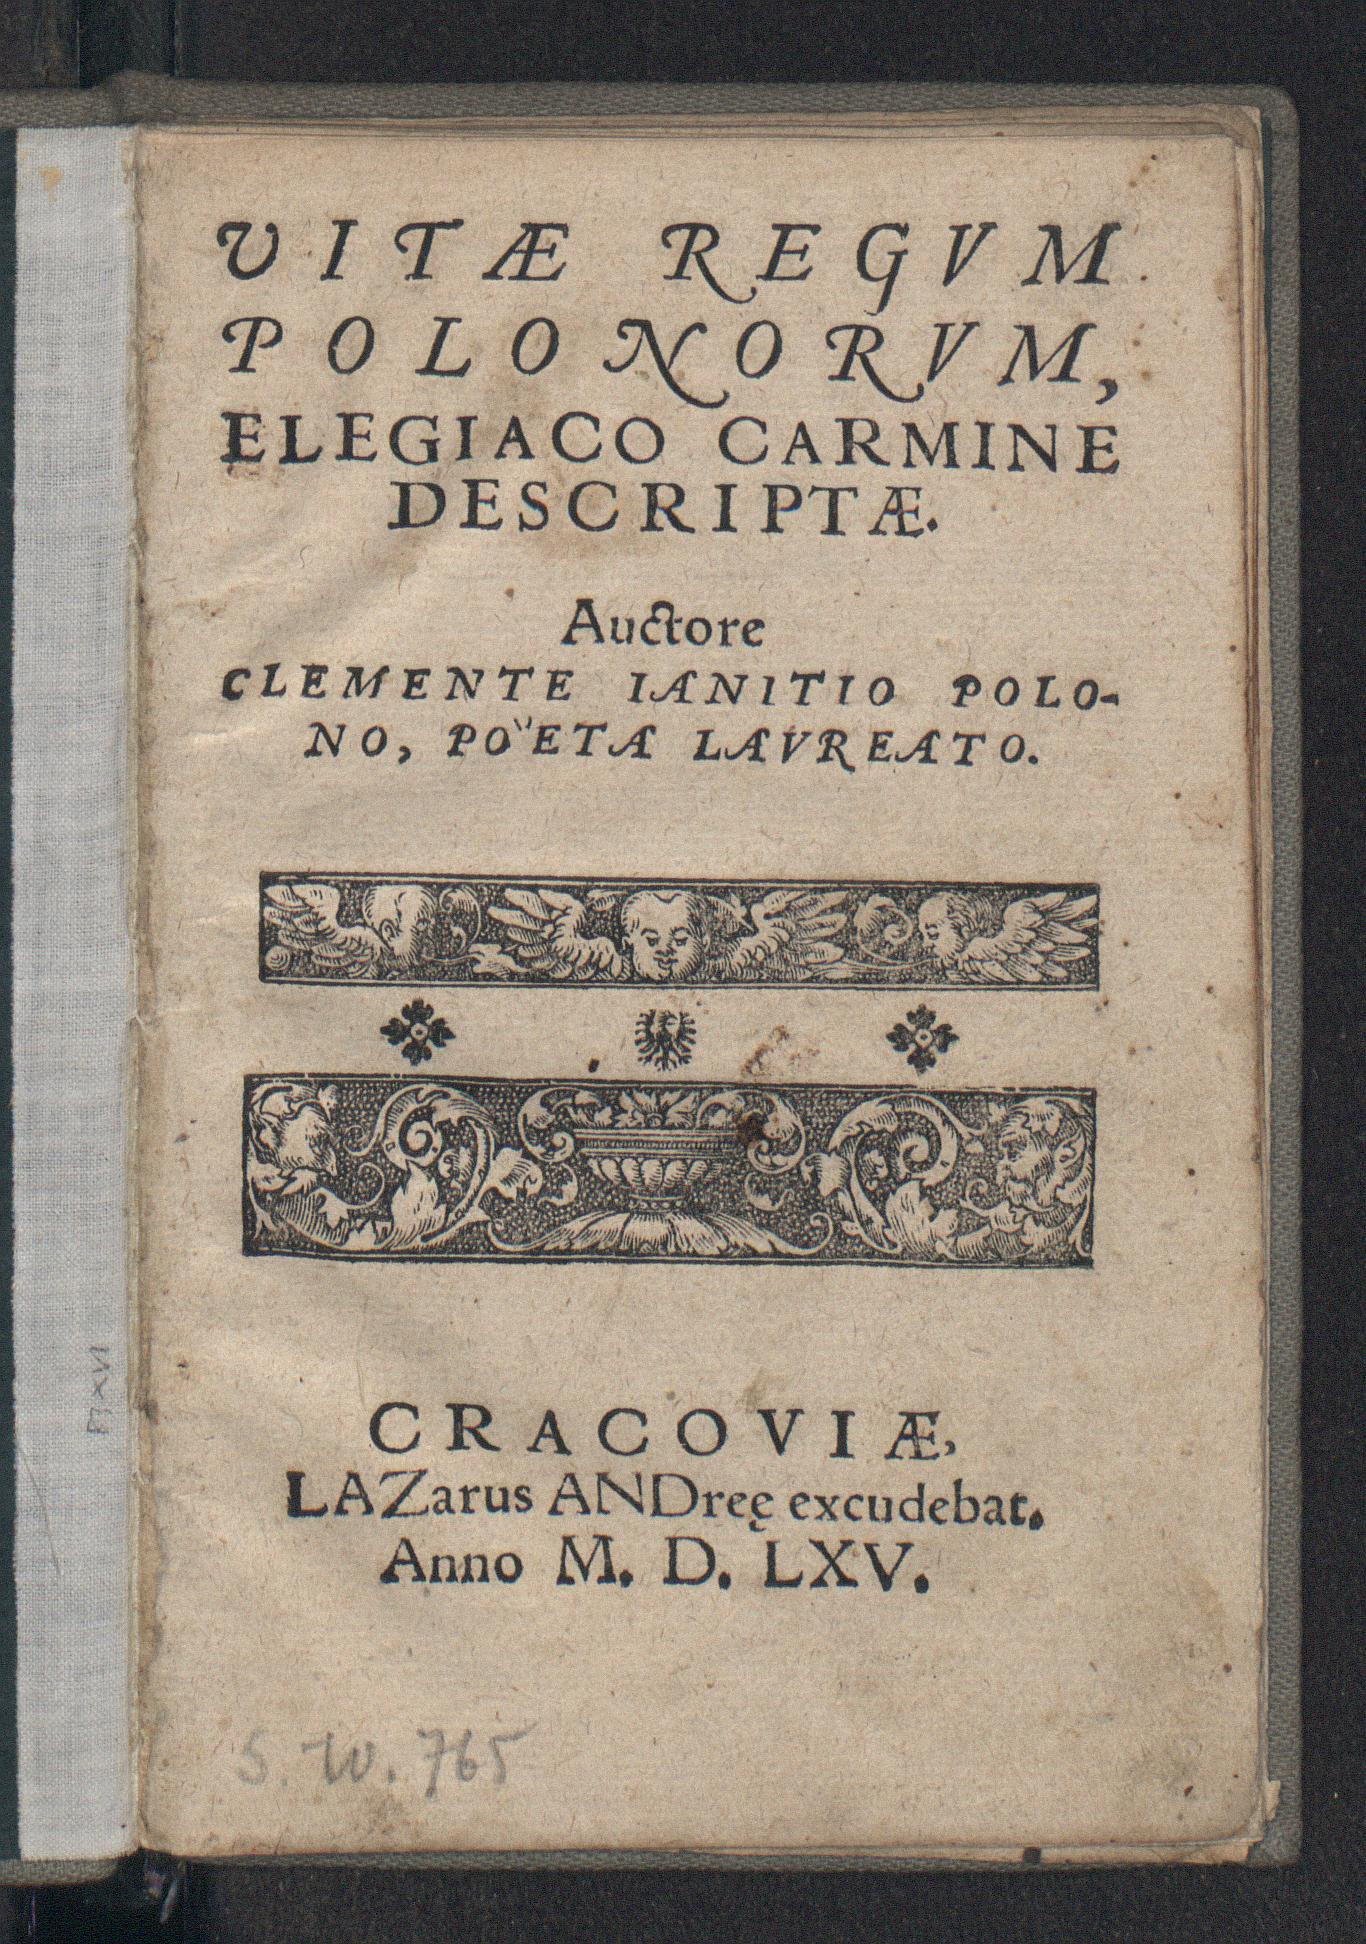 VITÆ REGVM
POLONORVM,
ELEGIACO CARMINE
DESCRIPTÆ.
Auctore
CLEMENTE IANITIO POLO-
NO, POËTA LAVREATO.
CRACOVIÆ,
LAZarus ANDreę excudebat.
Anno M. D. LXV.
S. W. 765